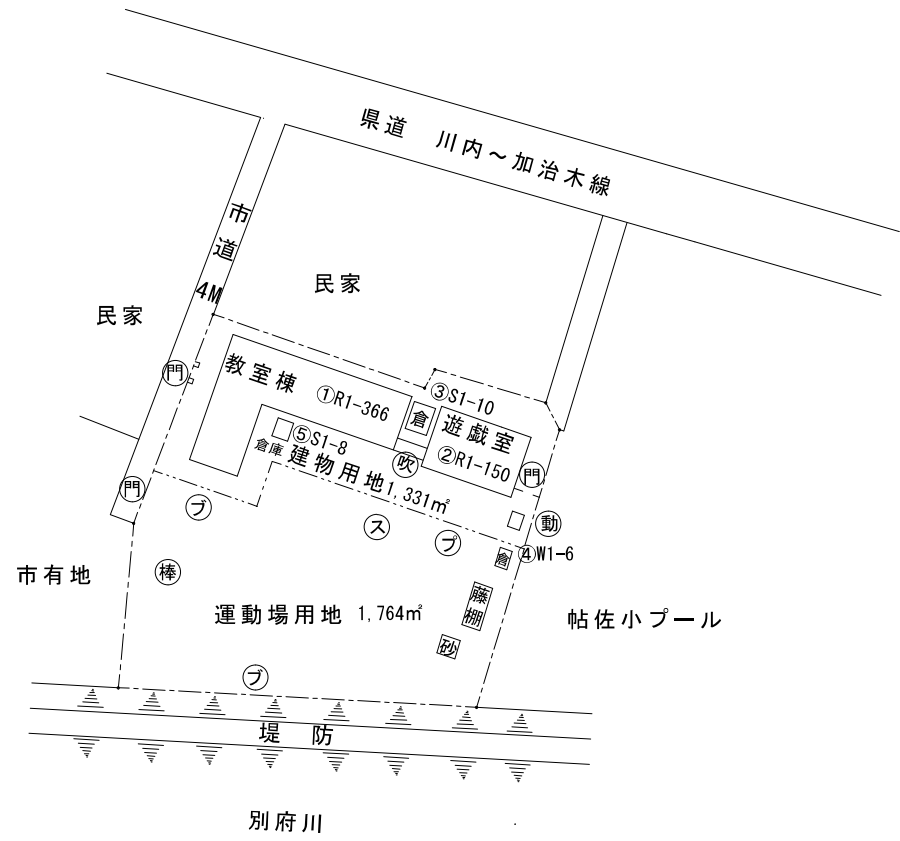 県道 川内～加治木線
市道 4M
民家
民家
門
教室棟
①R1-366
③S1-10
倉
遊戯室
②R1-150
⑤S1-8
倉庫
建物用地1,331㎡
吹
門
門
ブ
ス
プ
動
倉
④W1-6
市有地
棒
藤棚
運動場用地 1,764㎡
帖佐小プール
砂
ブ
堤防
別府川